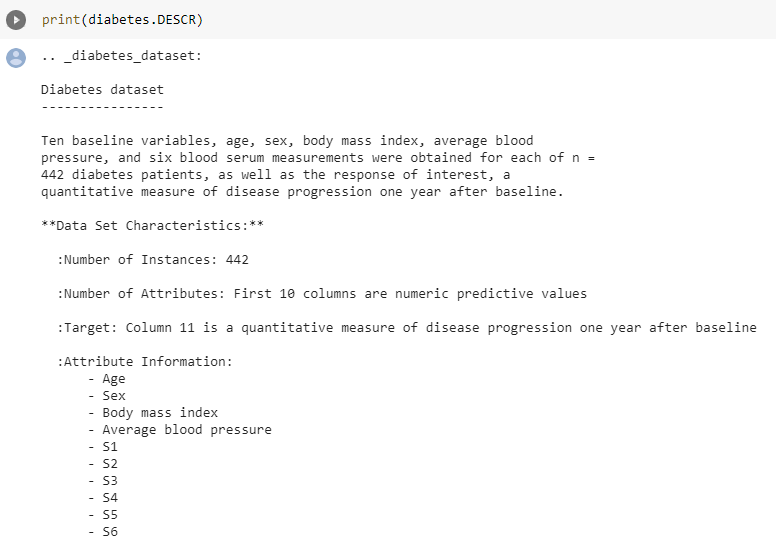 print(diabetes.DESCR)
.. _diabetes_dataset:
Diabetes dataset
----------------
Ten baseline variables, age, sex, body mass index, average blood
pressure, and six blood serum measurements were obtained for each of n =
442 diabetes patients, as well as the response of interest, a
quantitative measure of disease progression one year after baseline.
**Data Set Characteristics:**
:Number of Instances: 442
:Number of Attributes: First 10 columns are numeric predictive values
:Target: Column 11 is a quantitative measure of disease progression one year after baseline
:Attribute Information:
- Age
- Sex
- Body mass index
- Average blood pressure
- S1
- S2
- S3
- S4
- S5
- S6